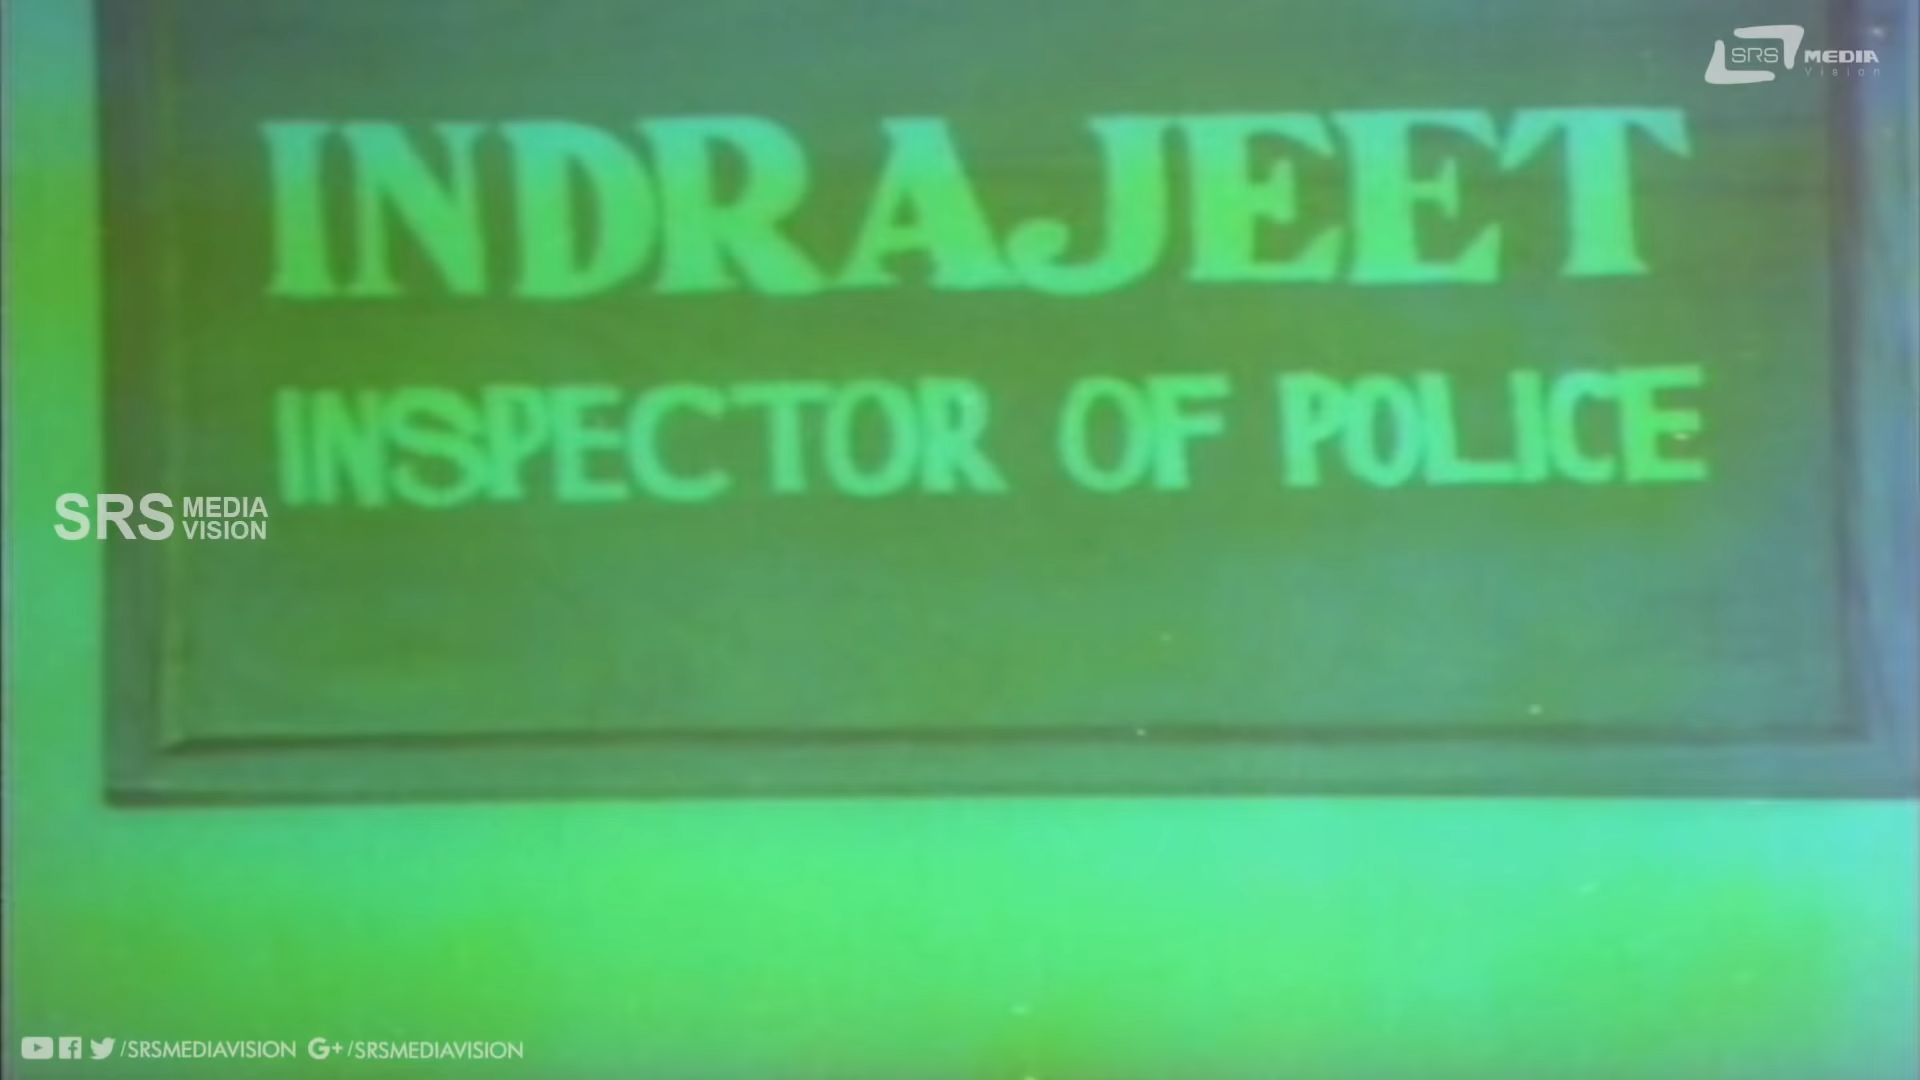 SRS MEDIA
Vision
INDRAJEET
INSPECTOR OF POLICE
SRS MEDIA
VISION
/SRSMEDIAVISION G+/SRSMEDIAVISION